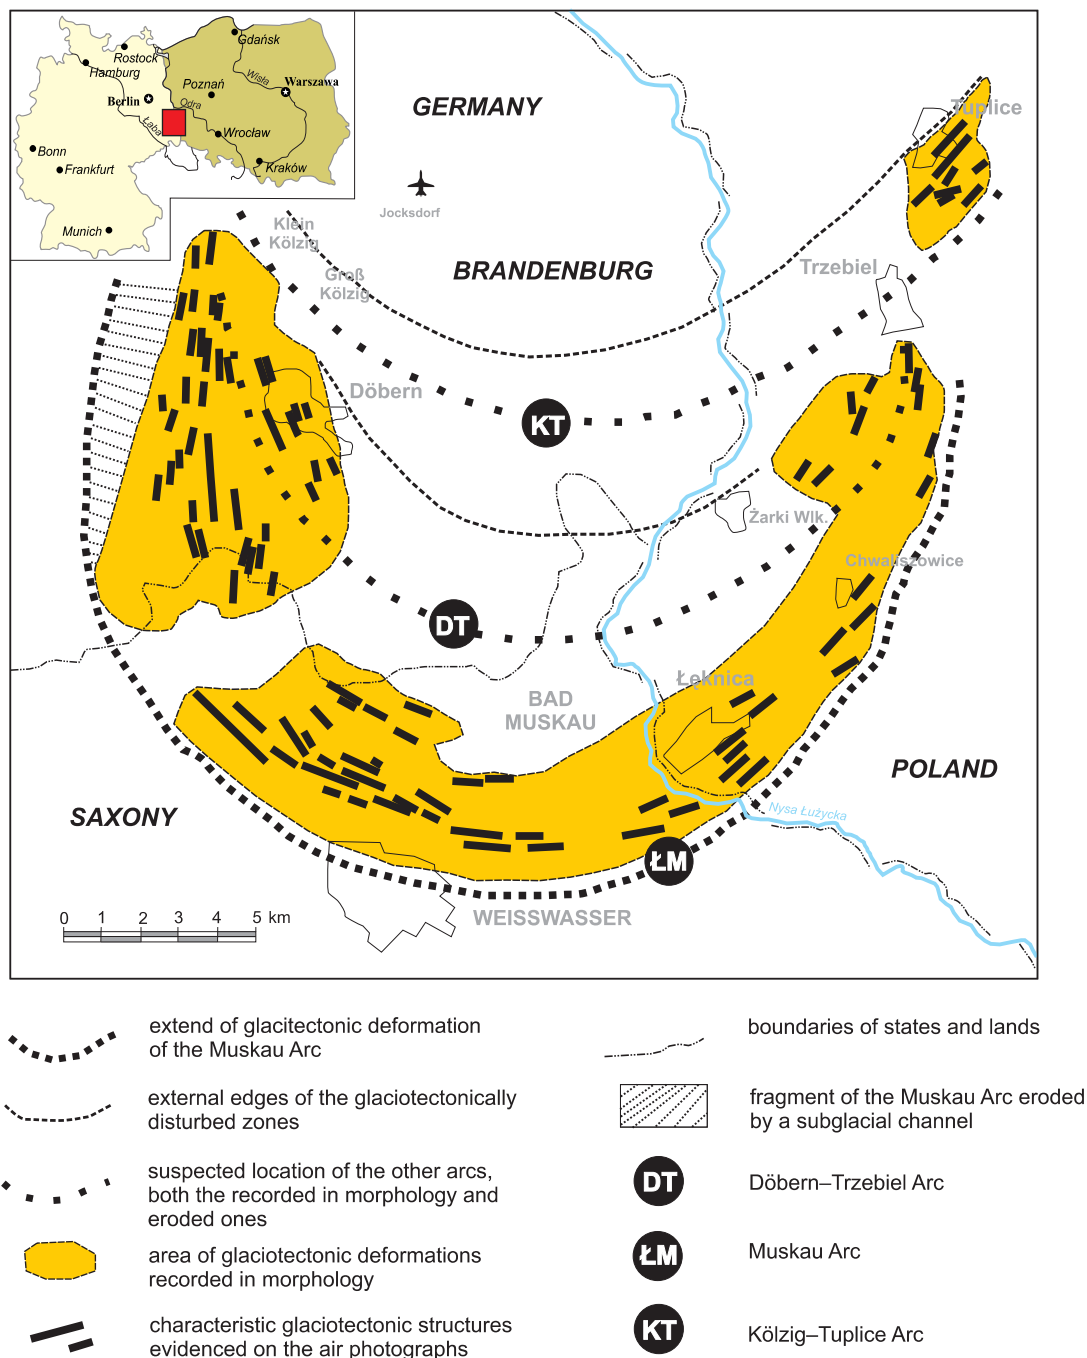 Gdańsk
Rostock
Hamburg
Wisła
Warszawa
Poznań
Berlin
Odra
Łaba
Wrocław
Bonn
Frankfurt
Kraków
Munich
GERMANY
Tuplice
Jocksdorf
Klein
Kölzig
BRANDENBURG
Trzebiel
Groß
Kölzig
Döbern
KT
Żarki Wlk.
Chwaliszowice
DT
Łęknica
BAD
MUSKAU
POLAND
SAXONY
Nysa Łużycka
ŁM
WEISSWASSER
0 1 2 3 4 5 km
extend of glacitectonic deformation
of the Muskau Arc
external edges of the glaciotectonically
disturbed zones
suspected location of the other arcs,
both the recorded in morphology and
eroded ones
area of glaciotectonic deformations
recorded in morphology
characteristic glaciotectonic structures
evidenced on the air photographs
boundaries of states and lands
fragment of the Muskau Arc eroded
by a subglacial channel
DT Döbern–Trzebiel Arc
ŁM Muskau Arc
KT Kölzig–Tuplice Arc